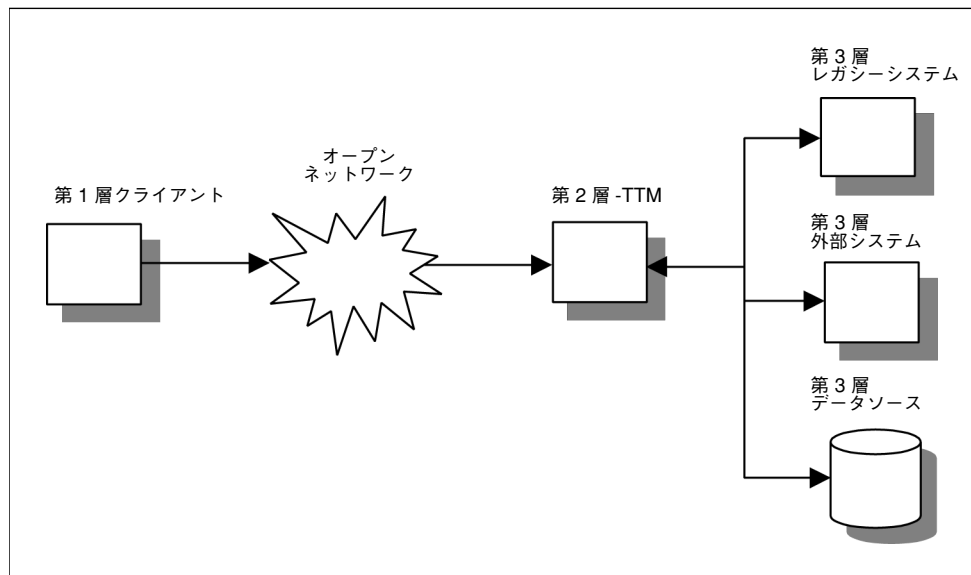 第 1 層クライアント
オープン
ネットワーク
第 2 層 -TTM
第 3 層
レガシーシステム
第 3 層
外部システム
第 3 層
データソース